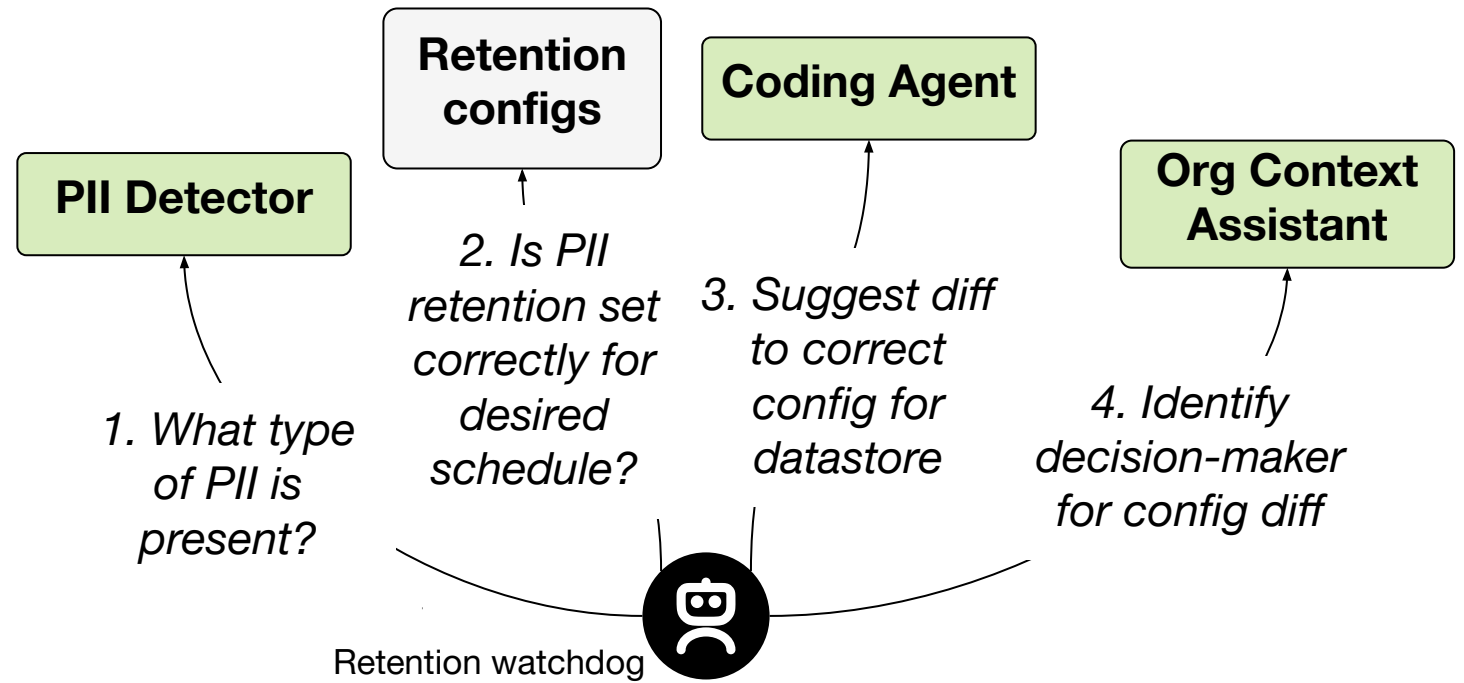 PII Detector
Retention
configs
Coding Agent
Org Context
Assistant
1. What type
of PII is
present?
2. Is PII
retention set
correctly for
desired
schedule?
3. Suggest diff
to correct
config for
datastore
4. Identify
decision-maker
for config diff
Retention watchdog